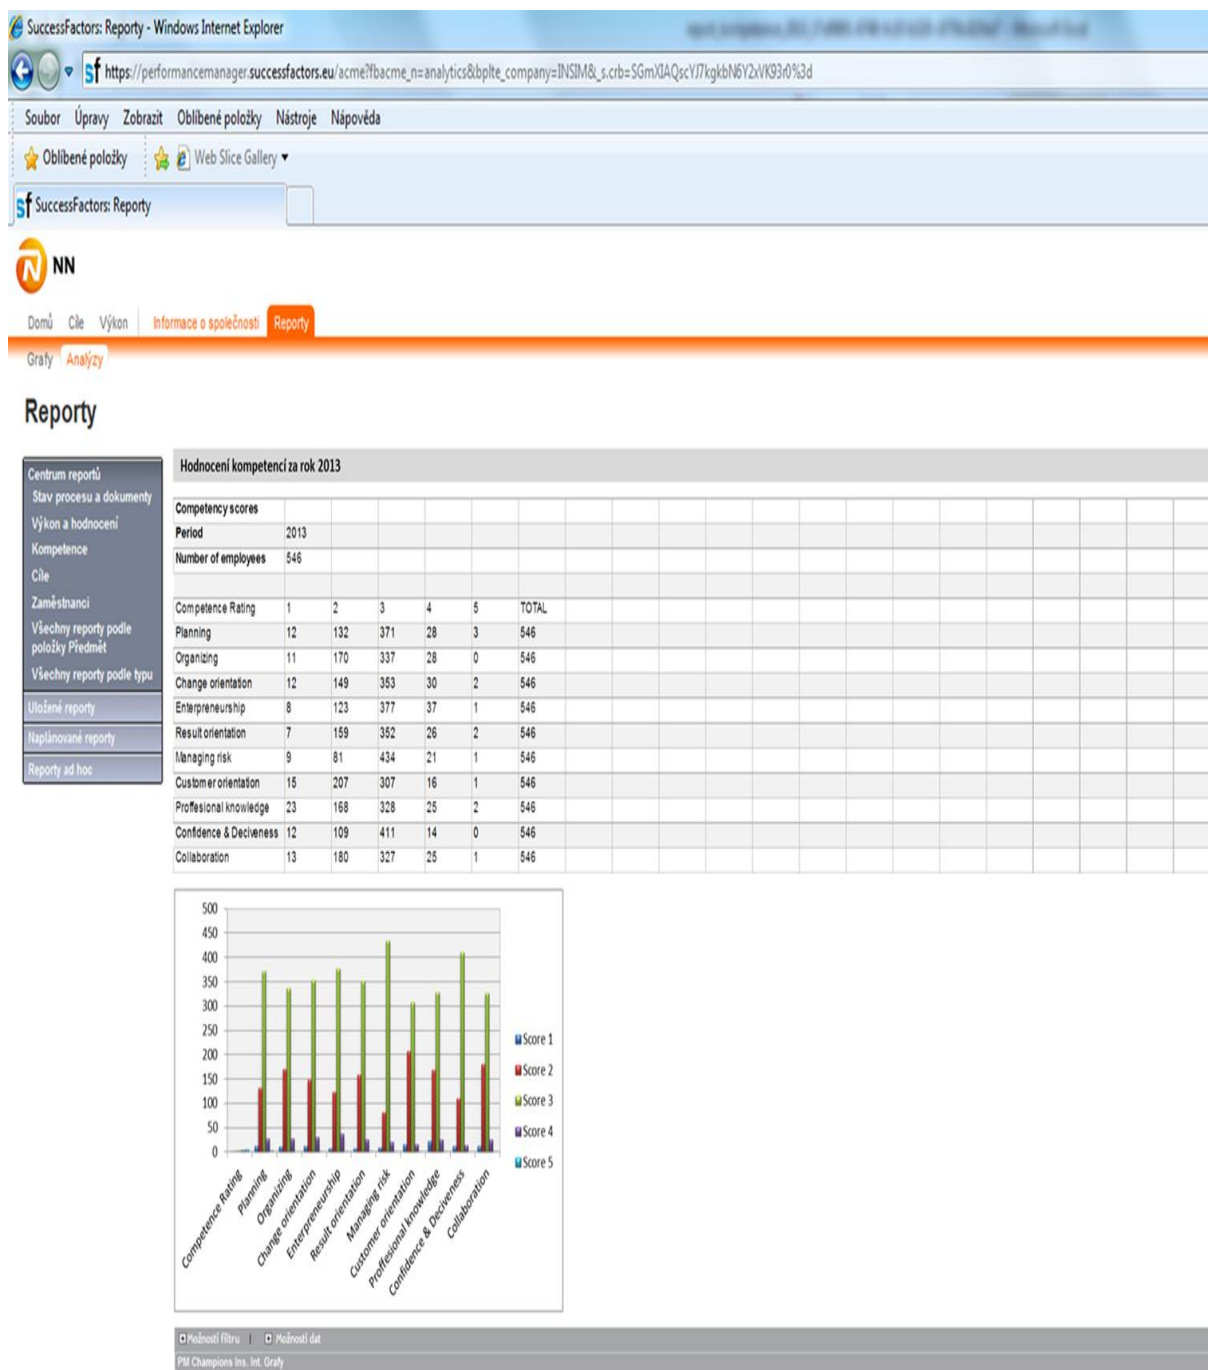 SuccessFactors: Reporty - Windows Internet Explorer
https://performancemanager.successfactors.eu/acme?fbacme_n=analytics&bplte_company=INSIM&_s.crb=SGmXIAQscYJ7kgkbN6Y2xVK93r0%3d
Soubor Úpravy Zobrazit Oblíbené položky Nástroje Nápověda
Oblíbené položky Web Slice Gallery
SuccessFactors: Reporty
NN
Domů Cíle Výkon Informace o společnosti Reporty
Grafy Analýzy
Reporty
Centrum reportů
Stav procesu a dokumenty
Výkon a hodnocení
Kompetence
Cíle
Zaměstnanci
Všechny reporty podle
položky Předmět
Všechny reporty podle typu
Uložené reporty
Naplánované reporty
Reporty ad hoc
Hodnocení kompetencí za rok 2013
Competency scores
Period 2013
Number of employees 546
Competence Rating 1 2 3 4 5 TOTAL
Planning 12 132 371 28 3 546
Organizing 11 170 337 28 0 546
Change orientation 12 149 353 30 2 546
Enterpreneurship 8 123 377 37 1 546
Result orientation 7 159 352 26 2 546
Managing risk 9 81 434 21 1 546
Customer orientation 15 207 307 16 1 546
Proffesional knowledge 23 168 328 25 2 546
Confidence & Deciveness 12 109 411 14 0 546
Collaboration 13 180 327 25 1 546
500
450
400
350
300
250
200
150
100
50
0
Competence Rating
Planning
Organizing
Change orientation
Enterpreneurship
Result orientation
Managing risk
Customer orientation
Proffesional knowledge
Confidence & Deciveness
Collaboration
Score 1
Score 2
Score 3
Score 4
Score 5
Možnosti filtru | Možnosti dat
PM Champions Ins. Int. Grafy